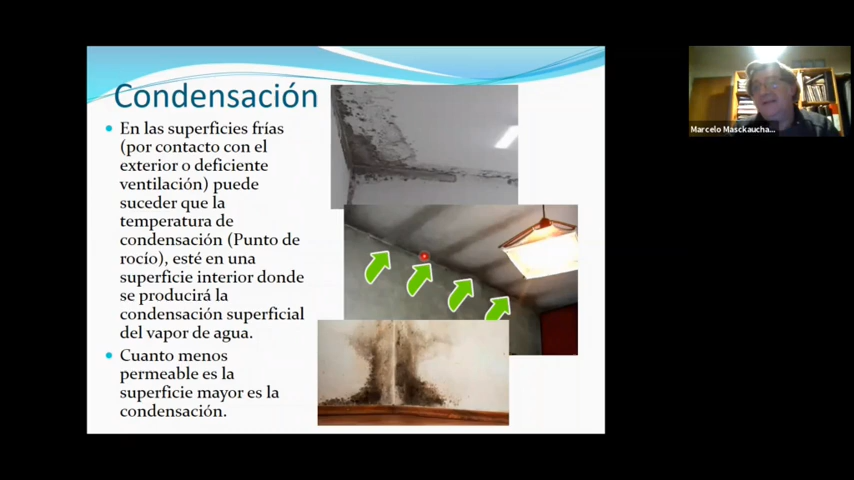 Condensación
En las superficies frías
(por contacto con el
exterior o deficiente
ventilación) puede
suceder que la
temperatura de
condensación (Punto de
rocío), esté en una
superficie interior donde
se producirá la
condensación superficial
del vapor de agua.
Cuanto menos
permeable es la
superficie mayor es la
condensación.
Marcelo Masckaucha...